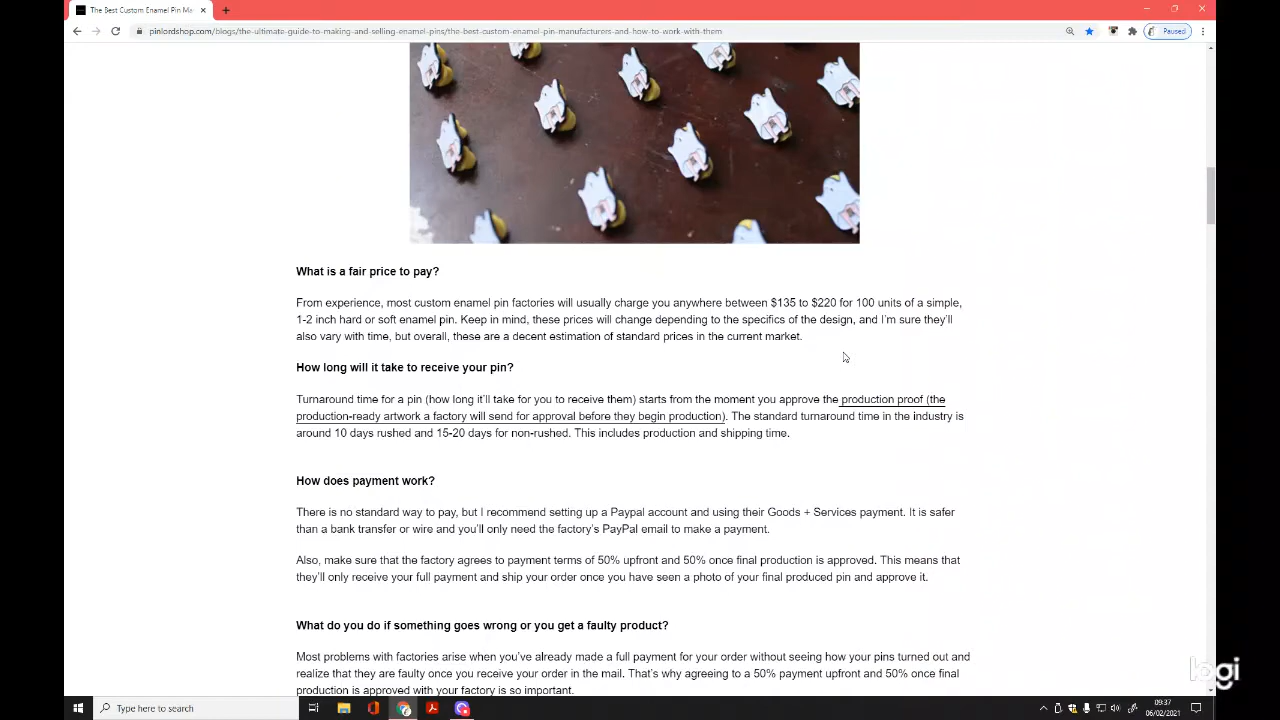 The Best Custom Enamel Pin Ma
pinlordshop.com/blogs/the-ultimate-guide-to-making-and-selling-enamel-pins/the-best-custom-enamel-pin-manufacturers-and-how-to-work-with-them
Paused
What is a fair price to pay?
From experience, most custom enamel pin factories will usually charge you anywhere between $135 to $220 for 100 units of a simple,
1-2 inch hard or soft enamel pin. Keep in mind, these prices will change depending to the specifics of the design, and I'm sure they'll
also vary with time, but overall, these are a decent estimation of standard prices in the current market.
How long will it take to receive your pin?
Turnaround time for a pin (how long it'll take for you to receive them) starts from the moment you approve the production proof (the
production-ready artwork a factory will send for approval before they begin production). The standard turnaround time in the industry is
around 10 days rushed and 15-20 days for non-rushed. This includes production and shipping time.
How does payment work?
There is no standard way to pay, but I recommend setting up a Paypal account and using their Goods + Services payment. It is safer
than a bank transfer or wire and you'll only need the factory's PayPal email to make a payment.
Also, make sure that the factory agrees to payment terms of 50% upfront and 50% once final production is approved. This means that
they'll only receive your full payment and ship your order once you have seen a photo of your final produced pin and approve it.
What do you do if something goes wrong or you get a faulty product?
Most problems with factories arise when you've already made a full payment for your order without seeing how your pins turned out and
realize that they are faulty once you receive your order in the mail. That's why agreeing to a 50% payment upfront and 50% once final
production is approved with your factory is so important.
logi
Type here to search
09:37
06/02/2021